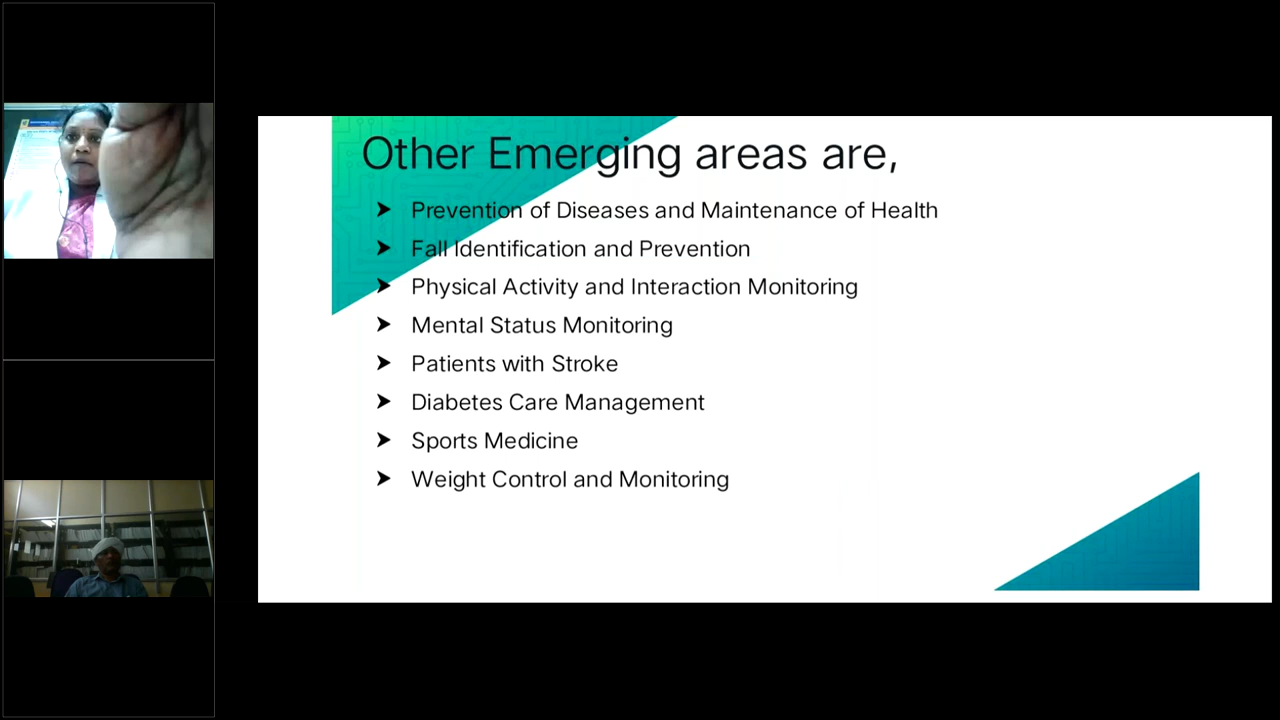 Other Emerging areas are,
Prevention of Diseases and Maintenance of Health
Fall Identification and Prevention
Physical Activity and Interaction Monitoring
Mental Status Monitoring
Patients with Stroke
Diabetes Care Management
Sports Medicine
Weight Control and Monitoring